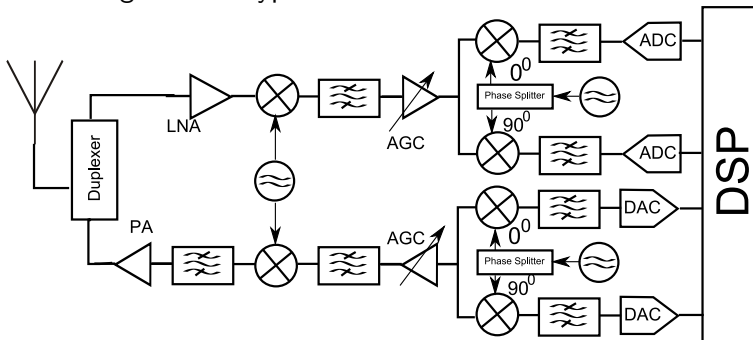 ADC
0⁰
Phase Splitter
LNA
AGC
90⁰
ADC
Duplexer
DSP
DAC
PA
AGC
0⁰
Phase Splitter
90⁰
DAC